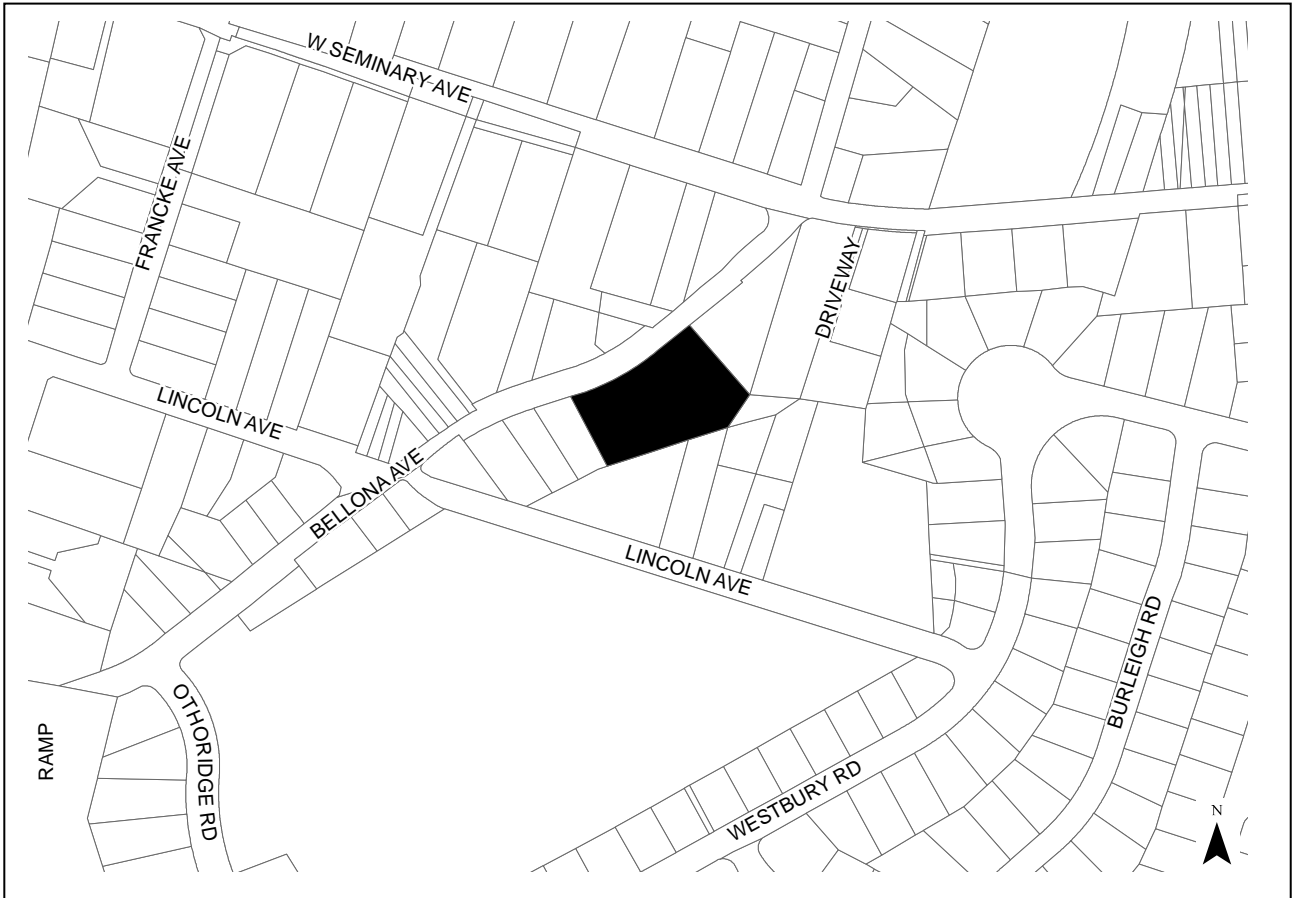 W SEMINARY AVE
FRANCKE AVE
DRIVEWAY
LINCOLN AVE
BELLONA AVE
LINCOLN AVE
BURLEIGH RD
OTHORIDGE RD
RAMP
WESTBURY RD
N